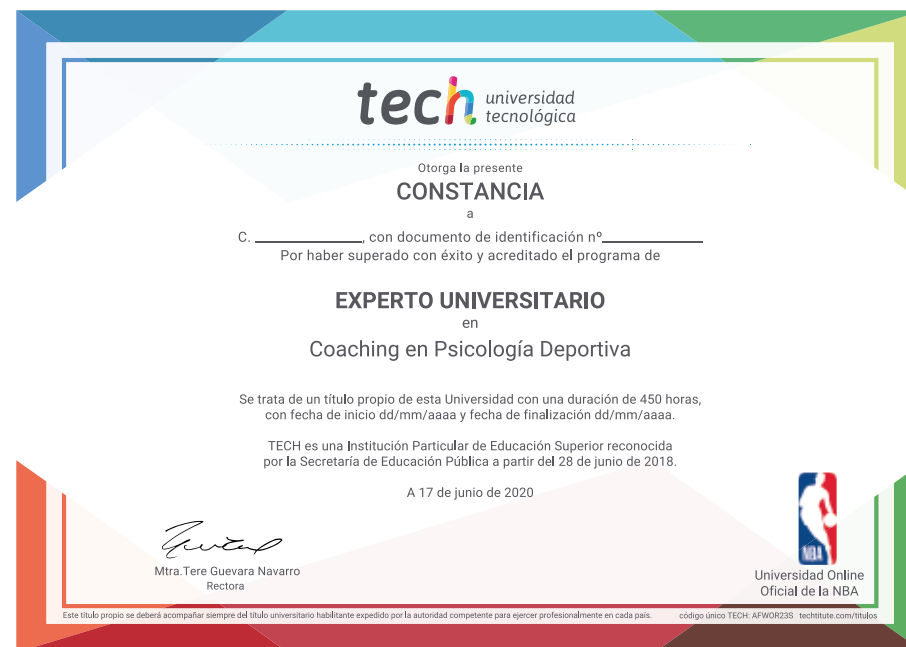 tech universidad
tecnológica
Otorga la presente
CONSTANCIA
a
C. ______________, con documento de identificación nº______________
Por haber superado con éxito y acreditado el programa de
EXPERTO UNIVERSITARIO
en
Coaching en Psicología Deportiva
Se trata de un título propio de esta Universidad con una duración de 450 horas,
con fecha de inicio dd/mm/aaaa y fecha de finalización dd/mm/aaaa.
TECH es una Institución Particular de Educación Superior reconocida
por la Secretaría de Educación Pública a partir del 28 de junio de 2018.
A 17 de junio de 2020
Mtra.Tere Guevara Navarro
Rectora
NBA
Universidad Online
Oficial de la NBA
Este título propio se deberá acompañar siempre del título universitario habilitante expedido por la autoridad competente para ejercer profesionalmente en cada país.
código único TECH: AFWOR23S techtitute.com/titulos